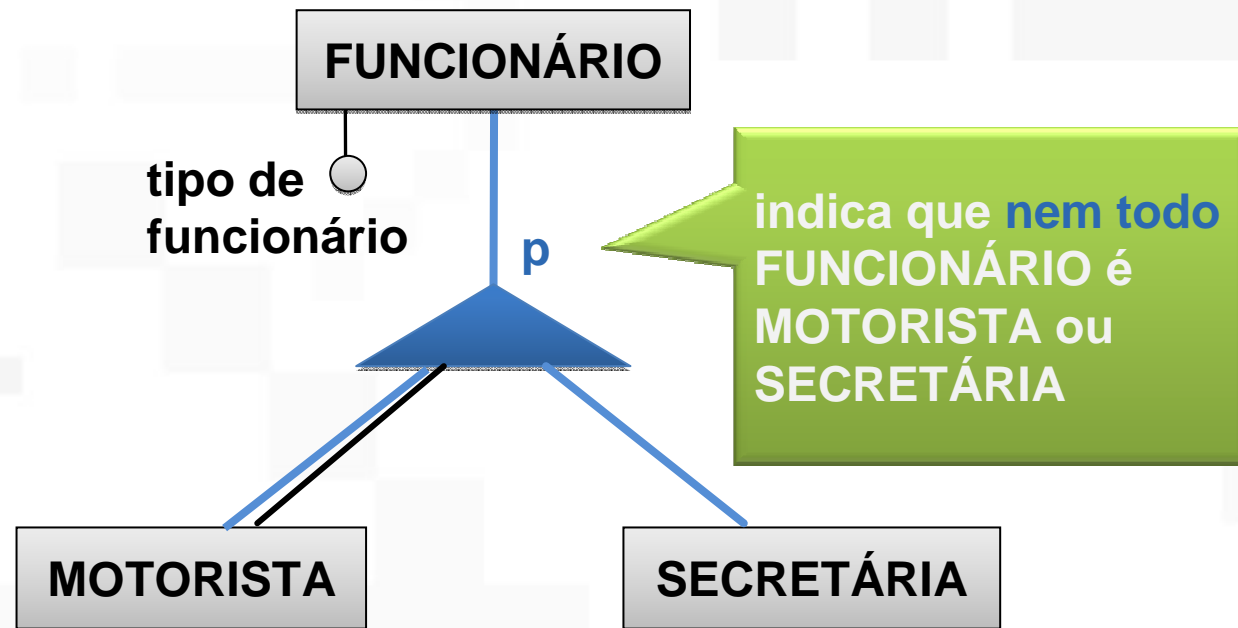 FUNCIONÁRIO
tipo de
funcionário
p
indica que nem todo
FUNCIONÁRIO é
MOTORISTA ou
SECRETÁRIA
MOTORISTA
SECRETÁRIA